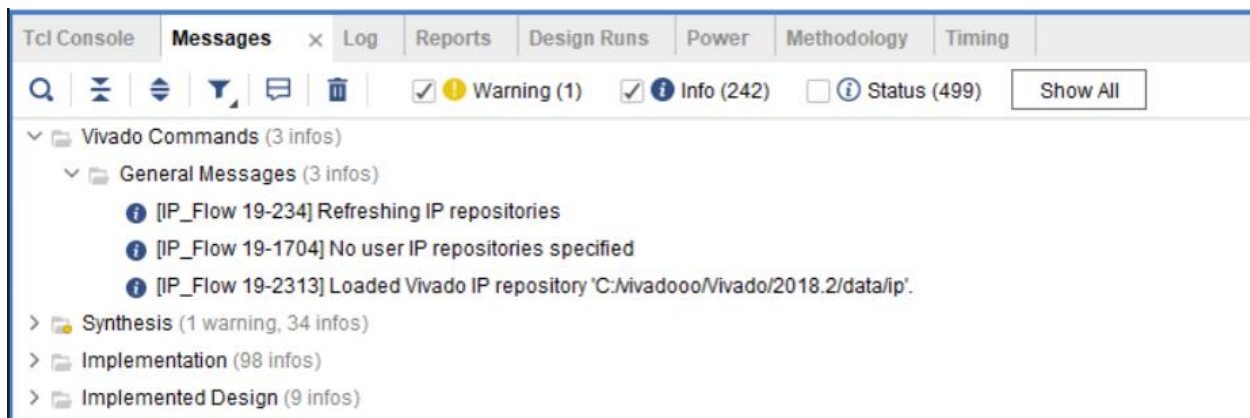 Tcl Console Messages × Log Reports Design Runs Power Methodology Timing
Warning (1) Info (242) Status (499) Show All
Vivado Commands (3 infos)
General Messages (3 infos)
[IP_Flow 19-234] Refreshing IP repositories
[IP_Flow 19-1704] No user IP repositories specified
[IP_Flow 19-2313] Loaded Vivado IP repository 'C:/vivadooo/Vivado/2018.2/data/ip'.
Synthesis (1 warning, 34 infos)
Implementation (98 infos)
Implemented Design (9 infos)